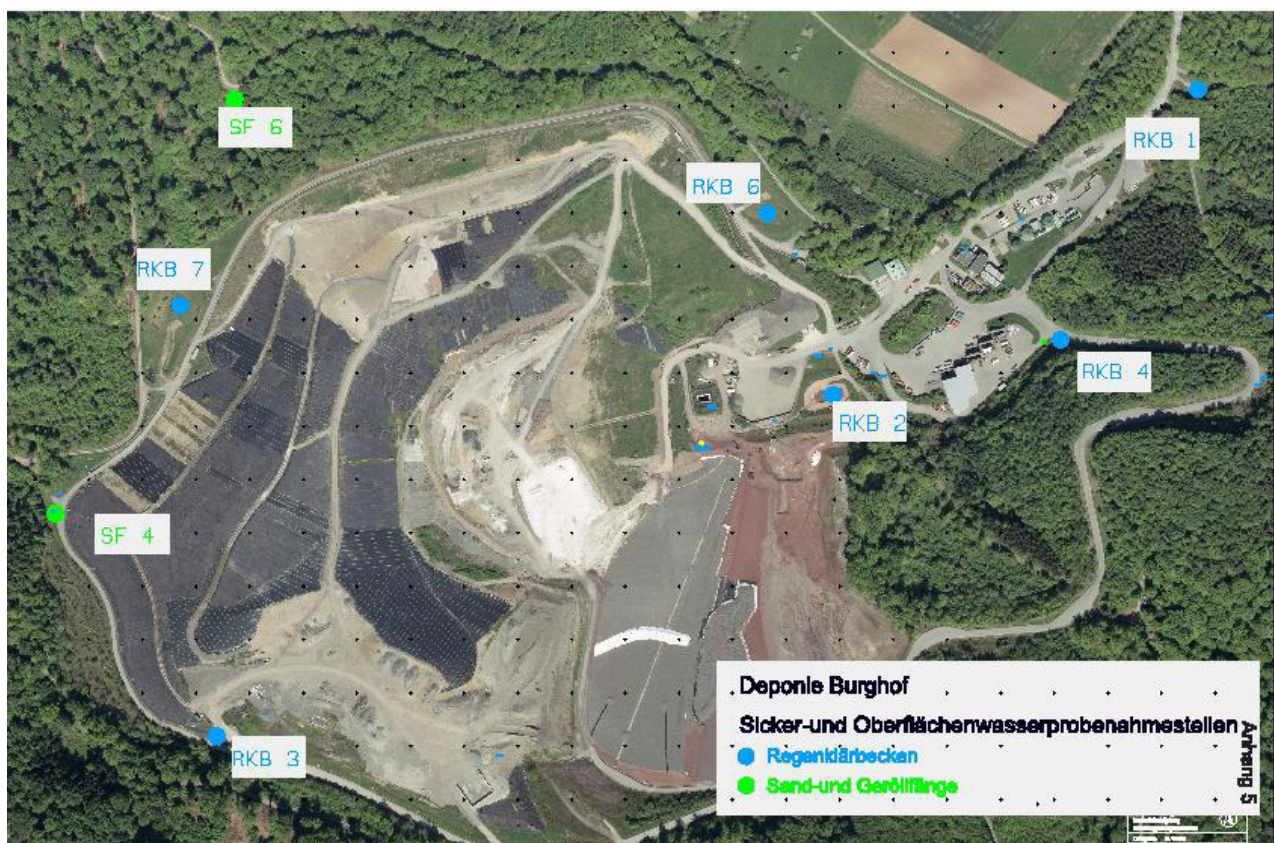 SF 6
RKB 1
RKB 6
RKB 7
RKB 4
RKB 2
SF 4
RKB 3
Deponie Burghof
Sicker-und Oberflächenwasserprobenahmestellen
Regenklärbecken
Sand-und Geröllfänge
Anhang 5